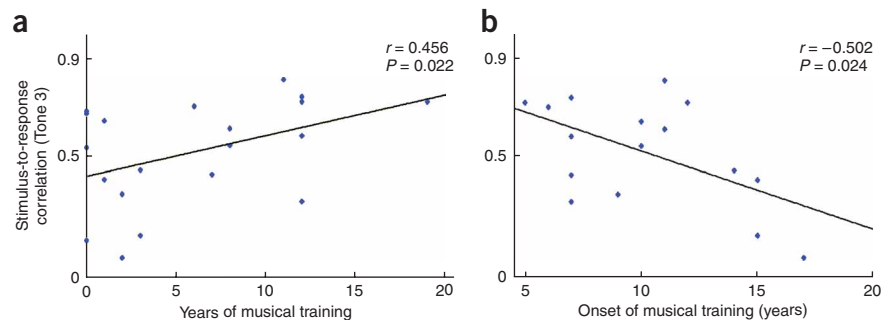 a
r = 0.456
P = 0.022
0.9
0.5
0
Stimulus-to-response
correlation (Tone 3)
0 5 10 15 20
Years of musical training
b
r = −0.502
P = 0.024
0.9
0.5
0
5 10 15 20
Onset of musical training (years)